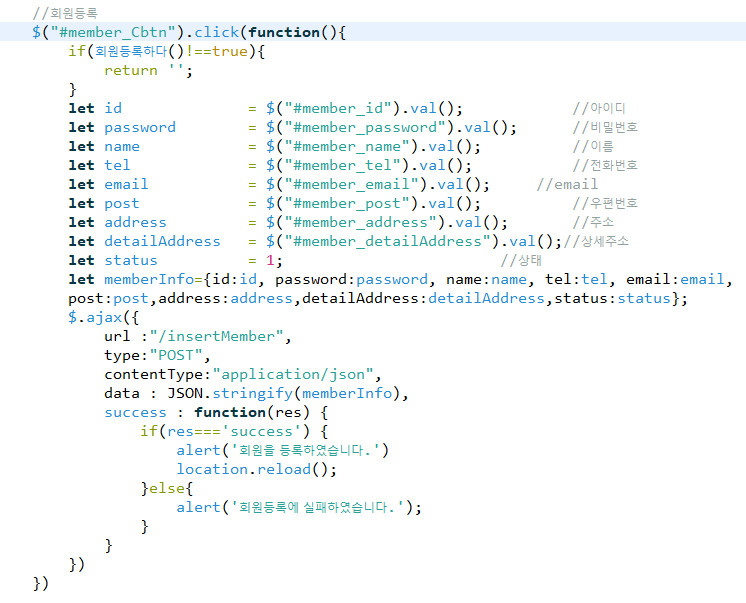 //회원등록
$("#member_Cbtn").click(function(){
    if(회원등록하다()!==true){
        return '';
    }
    let id              = $("#member_id").val();            //아이디
    let password        = $("#member_password").val();      //비밀번호
    let name            = $("#member_name").val();          //이름
    let tel             = $("#member_tel").val();           //전화번호
    let email           = $("#member_email").val();     //email
    let post            = $("#member_post").val();          //우편번호
    let address         = $("#member_address").val();       //주소
    let detailAddress   = $("#member_detailAddress").val();//상세주소
    let status          = 1;                        //상태
    let memberInfo={id:id, password:password, name:name, tel:tel, email:email,
    post:post,address:address,detailAddress:detailAddress,status:status};
    $.ajax({
        url :"/insertMember",
        type:"POST",
        contentType:"application/json",
        data : JSON.stringify(memberInfo),
        success : function(res) {
            if(res==='success') {
                alert('회원을 등록하였습니다.')
                location.reload();
            }else{
                alert('회원등록에 실패하였습니다.');
            }
        }
    })
})